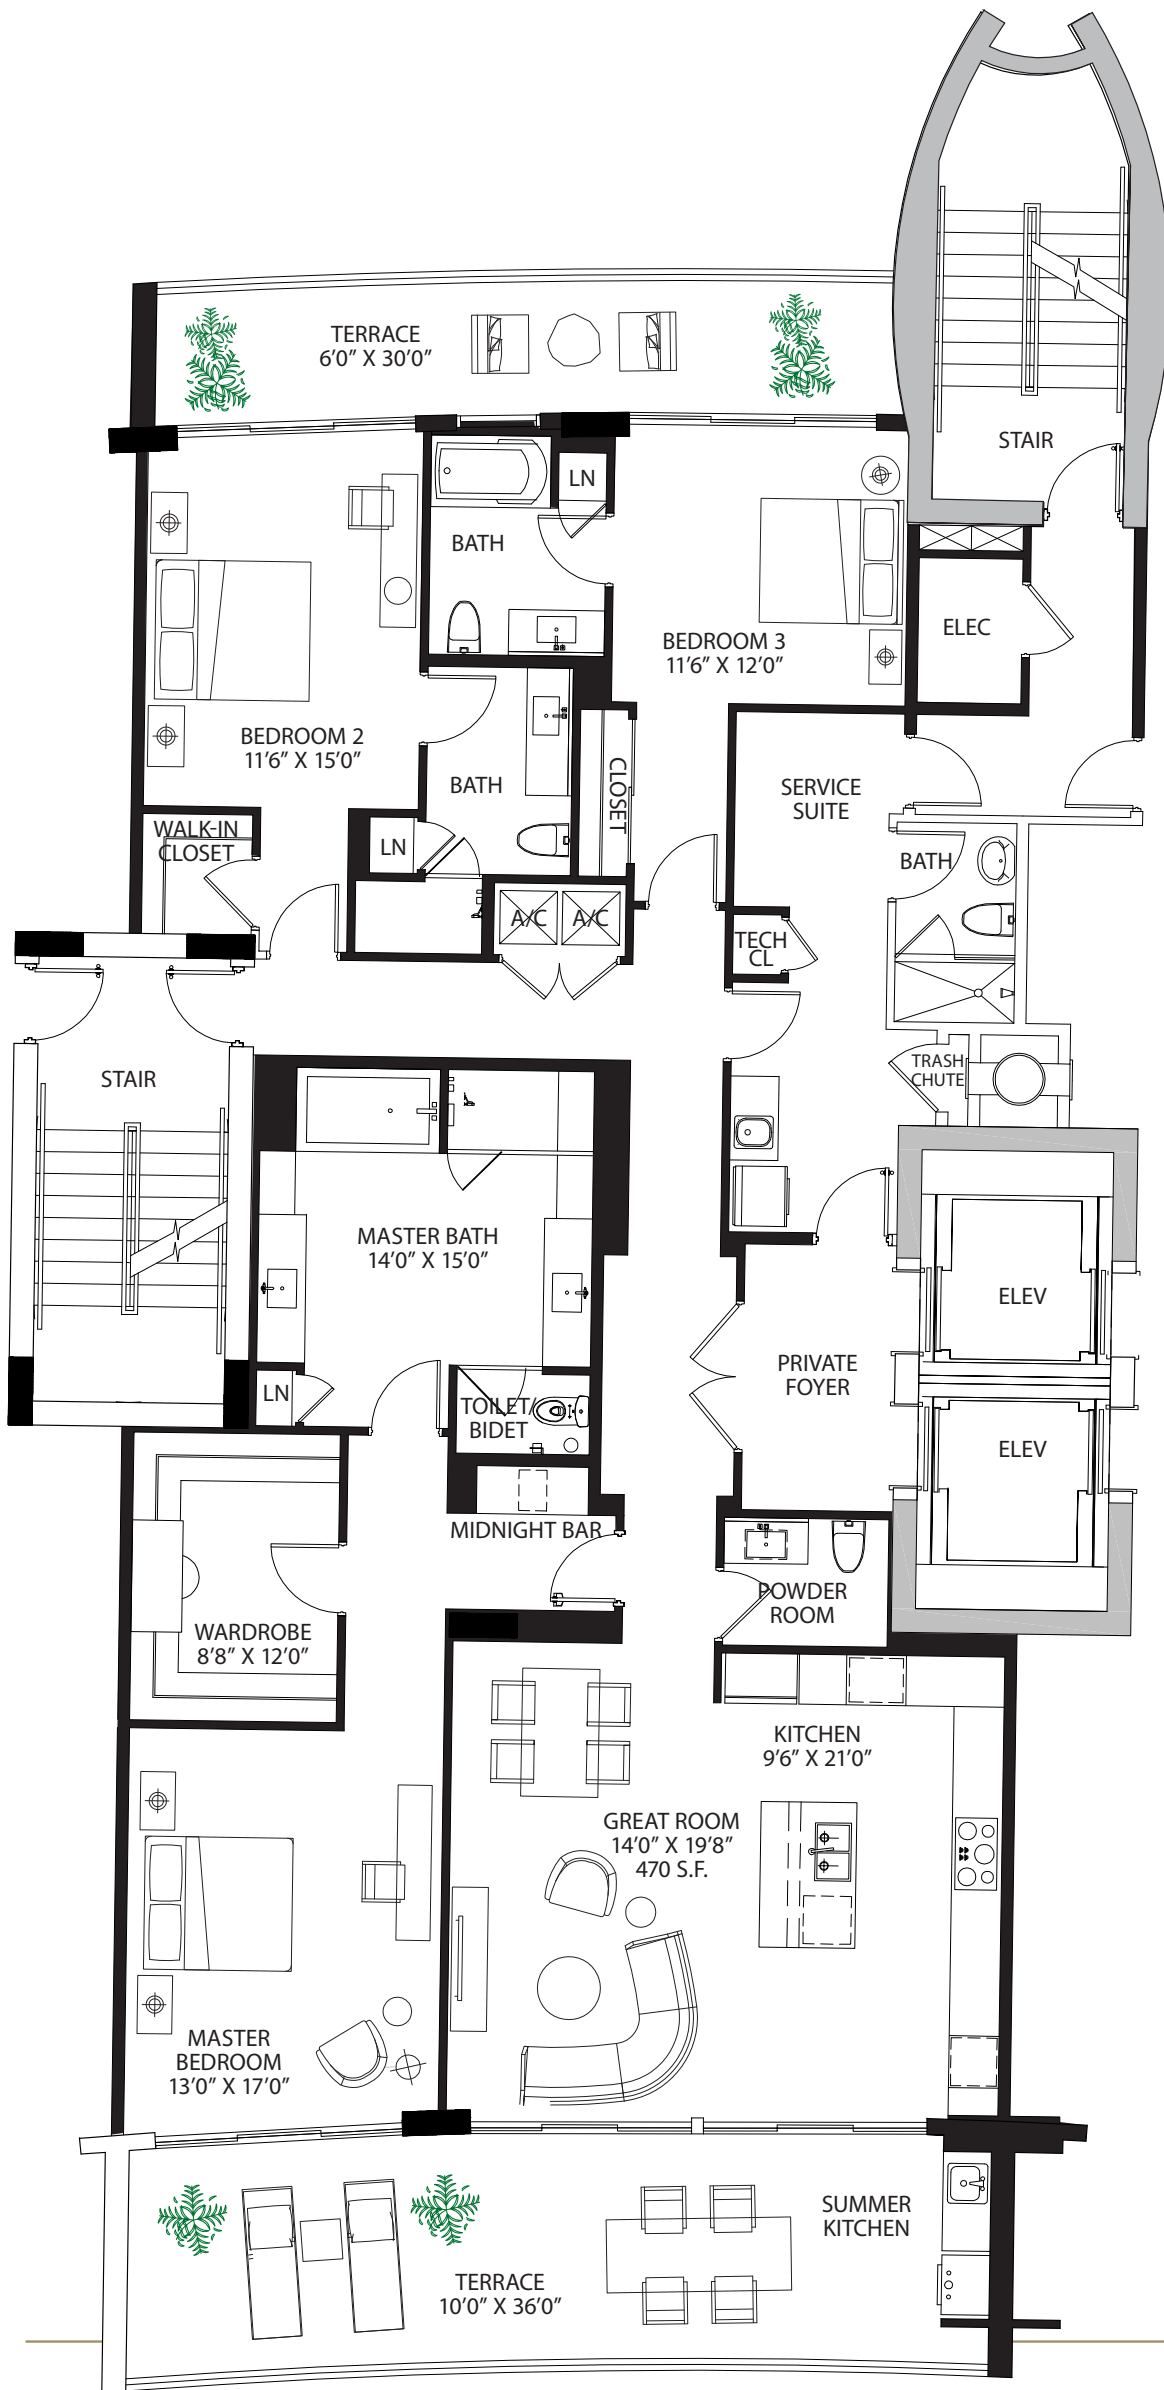 TERRACE
6'0" X 30'0"
STAIR
LN
BATH
BEDROOM 3
11'6" X 12'0"
ELEC
BEDROOM 2
11'6" X 15'0"
BATH
CLOSET
SERVICE
SUITE
WALK-IN
CLOSET
LN
BATH
A/C
A/C
TECH
CL
STAIR
TRASH
CHUTE
MASTER BATH
14'0" X 15'0"
ELEV
PRIVATE
FOYER
LN
TOILET/
BIDET
ELEV
MIDNIGHT BAR
POWDER
ROOM
WARDROBE
8'8" X 12'0"
KITCHEN
9'6" X 21'0"
GREAT ROOM
14'0" X 19'8"
470 S.F.
MASTER
BEDROOM
13'0" X 17'0"
SUMMER
KITCHEN
TERRACE
10'0" X 36'0"